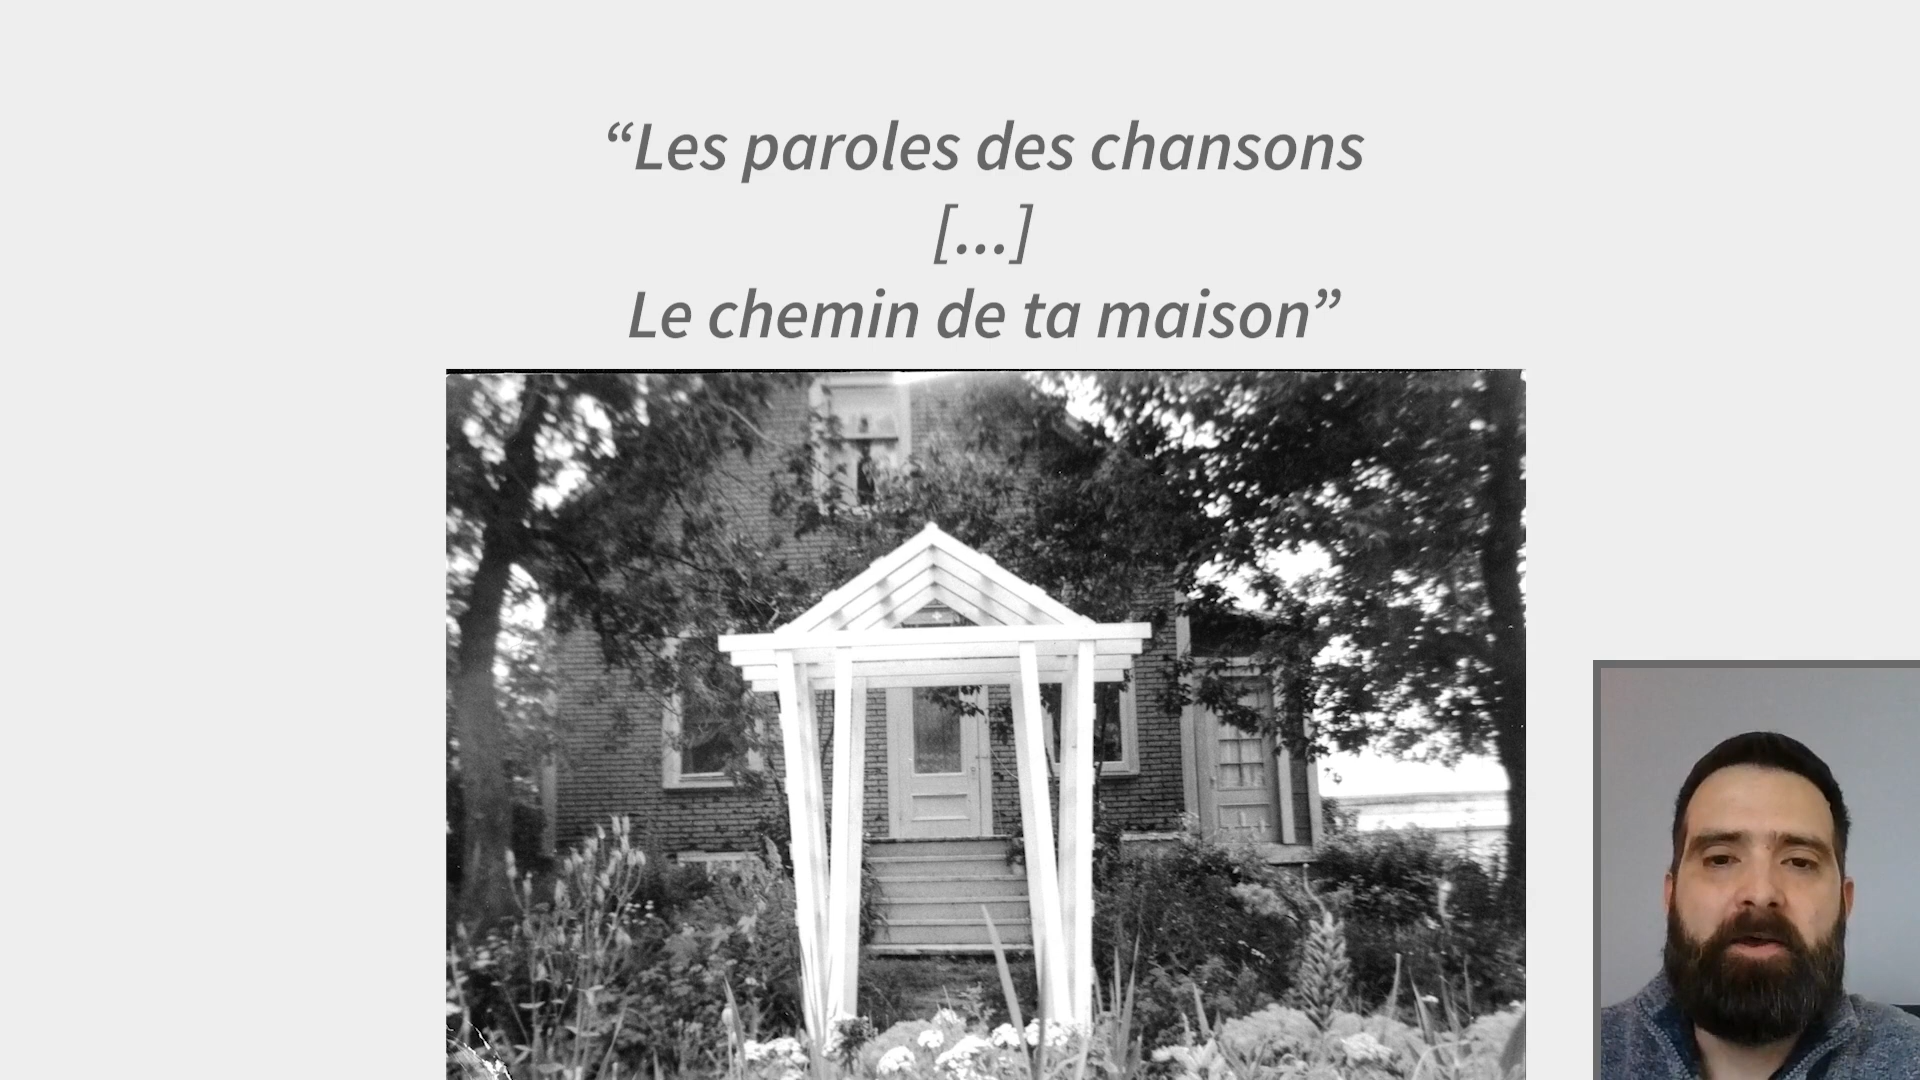 “Les paroles des chansons
[...]
Le chemin de ta maison”